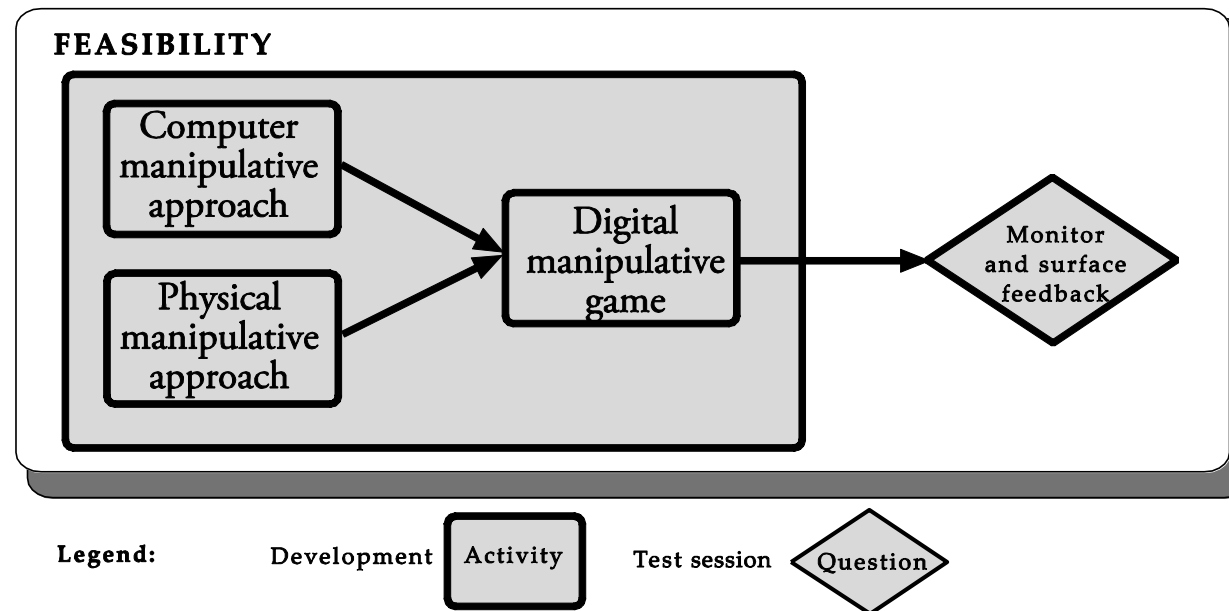 FEASIBILITY
Computer
manipulative
approach
Physical
manipulative
approach
Digital
manipulative
game
Monitor
and surface
feedback
Legend:
Development
Activity
Test session
Question